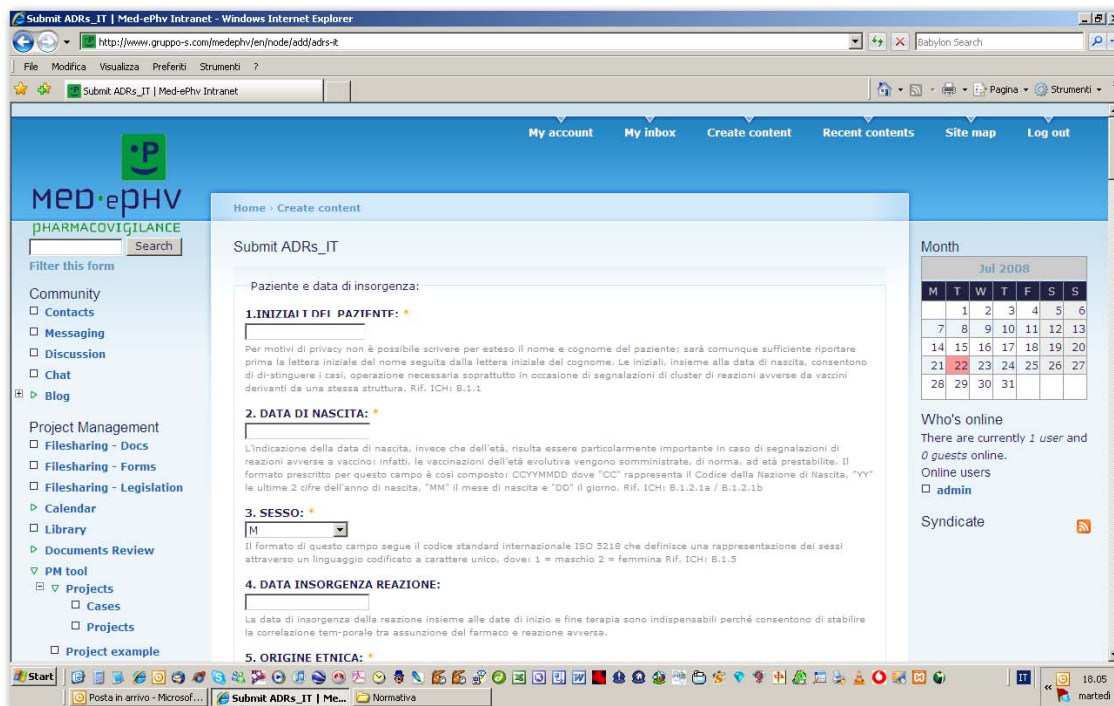 Submit ADRs_IT | Med-ePhv Intranet - Windows Internet Explorer
http://www.gruppo-s.com/medephv/en/node/add/adrs-it
Babylon Search
File Modifica Visualizza Preferiti Strumenti ?
Submit ADRs_IT | Med-ePhv Intranet
Pagina Strumenti
My account My inbox Create content Recent contents Site map Log out
P
MED·ePHV
PHARMACOVIGILANCE
Search
Filter this form
Community
Contacts
Messaging
Discussion
Chat
Blog
Project Management
Filesharing - Docs
Filesharing - Forms
Filesharing - Legislation
Calendar
Library
Documents Review
PM tool
Projects
Cases
Projects
Project example
Home › Create content
Submit ADRs_IT
Paziente e data di insorgenza:
1.INIZIALI DEL PAZIENTE: *
Per motivi di privacy non è possibile scrivere per esteso il nome e cognome del paziente; sarà comunque sufficiente riportare
prima la lettera iniziale del nome seguita dalla lettera iniziale del cognome. Le iniziali, insieme alla data di nascita, consentono
di di-stinguere i casi, operazione necessaria soprattutto in occasione di segnalazioni di cluster di reazioni avverse da vaccini
derivanti da una stessa struttura. Rif. ICH: B.1.1
2. DATA DI NASCITA: *
L'indicazione della data di nascita, invece che dell'età, risulta essere particolarmente importante in caso di segnalazioni di
reazioni avverse a vaccino: infatti, le vaccinazioni dell'età evolutiva vengono somministrate, di norma, ad età prestabilite. Il
formato prescritto per questo campo è così composto: CCYYMMDD dove "CC" rappresenta il Codice della Nazione di Nascita, "YY"
le ultime 2 cifre dell'anno di nascita, "MM" il mese di nascita e "DD" il giorno. Rif. ICH: B.1.2.1a / B.1.2.1b
3. SESSO: *
M
Il formato di questo campo segue il codice standard internazionale ISO 5218 che definisce una rappresentazione dei sessi
attraverso un linguaggio codificato a carattere unico, dove: 1 = maschio 2 = femmina Rif. ICH: B.1.5
4. DATA INSORGENZA REAZIONE:
La data di insorgenza della reazione insieme alle date di inizio e fine terapia sono indispensabili perché consentono di stabilire
la correlazione tem-porale tra assunzione del farmaco e reazione avversa.
5. ORIGINE ETNICA: *
Month
Jul 2008
M T W T F S S
1 2 3 4 5 6
7 8 9 10 11 12 13
14 15 16 17 18 19 20
21 22 23 24 25 26 27
28 29 30 31
Who's online
There are currently 1 user and
0 guests online.
Online users
admin
Syndicate
Start
IT
18.05
Posta in arrivo - Microsof...
Submit ADRs_IT | Me...
Normativa
martedì